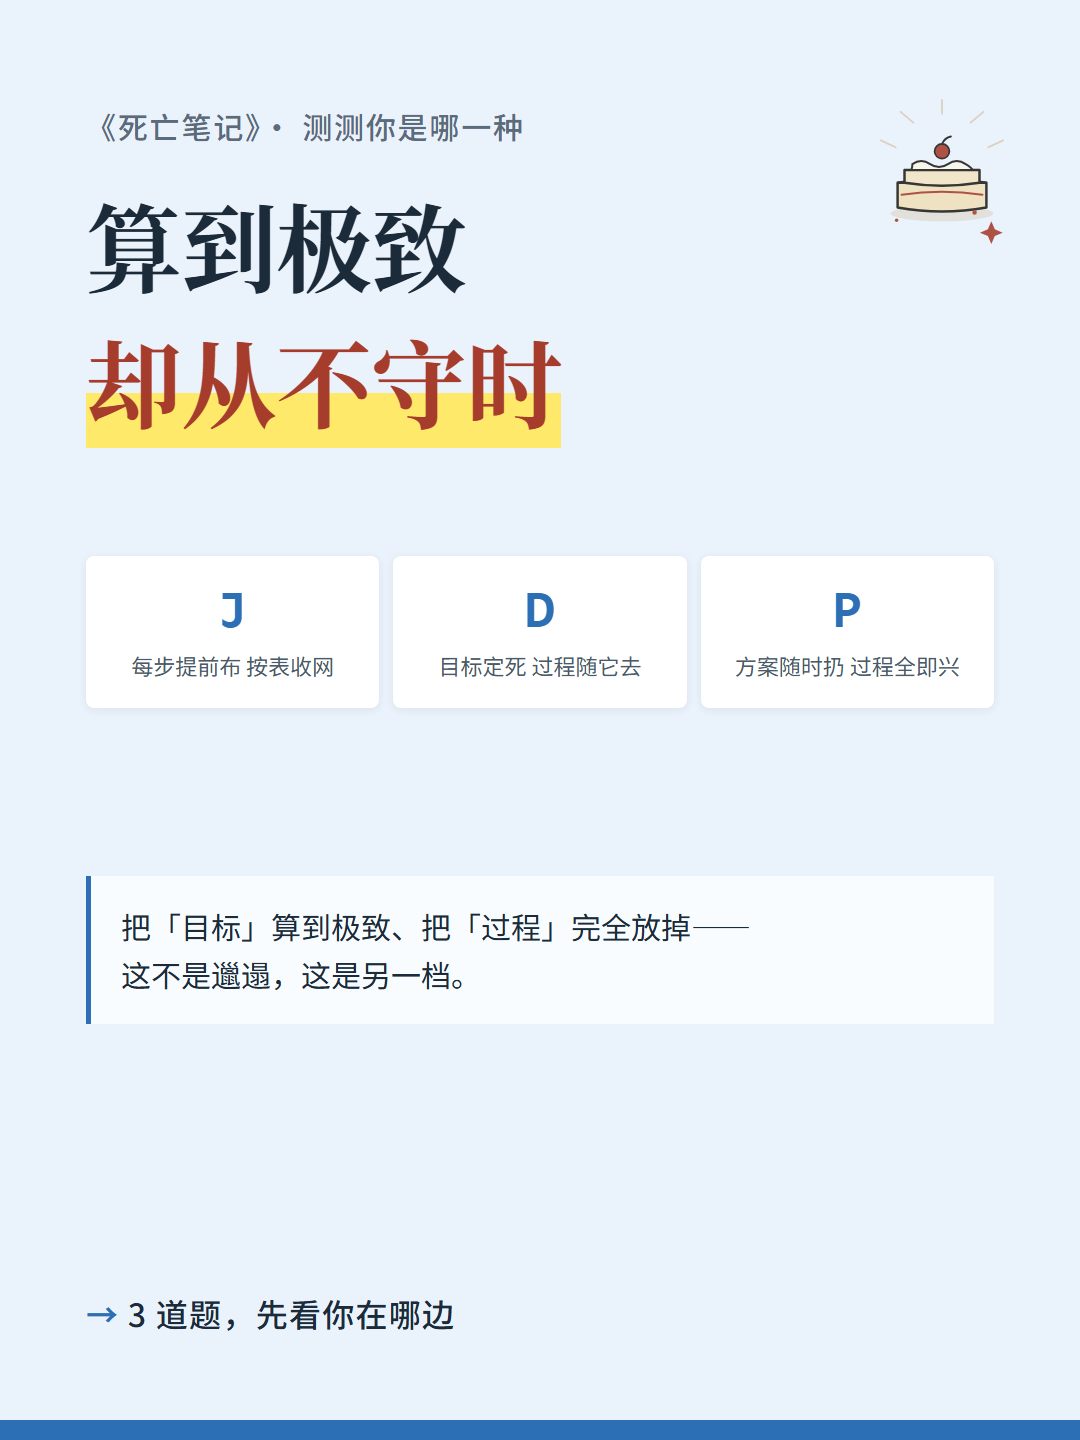 《死亡笔记》· 测测你是哪一种
算到极致
却从不守时
J
每步提前布 按表收网
D
目标定死 过程随它去
P
方案随时扔 过程全即兴
把「目标」算到极致、把「过程」完全放掉——
这不是邋遢，这是另一档。
→ 3 道题，先看你在哪边